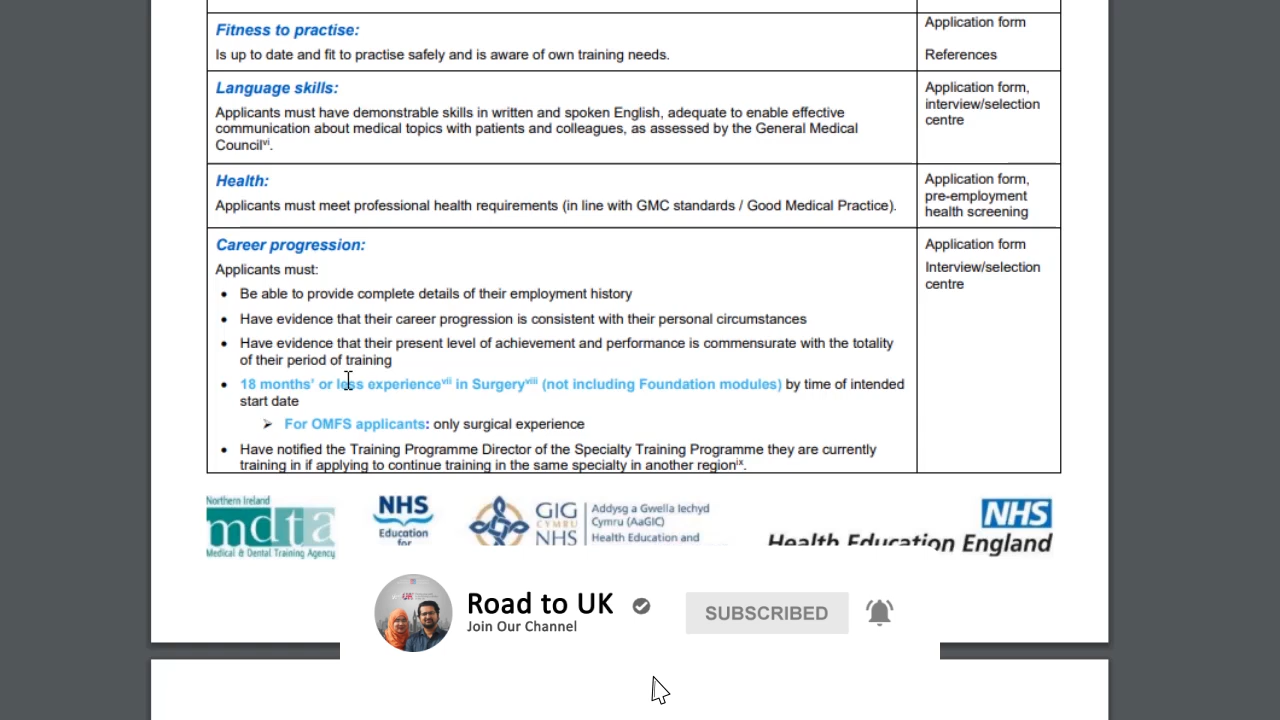 Fitness to practise:
Is up to date and fit to practise safely and is aware of own training needs.
Application form
References
Language skills:
Applicants must have demonstrable skills in written and spoken English, adequate to enable effective
communication about medical topics with patients and colleagues, as assessed by the General Medical
Councilvi.
Application form,
interview/selection
centre
Health:
Applicants must meet professional health requirements (in line with GMC standards / Good Medical Practice).
Application form,
pre-employment
health screening
Career progression:
Applicants must:
• Be able to provide complete details of their employment history
• Have evidence that their career progression is consistent with their personal circumstances
• Have evidence that their present level of achievement and performance is commensurate with the totality
of their period of training
• 18 months' or less experiencevii in Surgeryviii (not including Foundation modules) by time of intended
start date
➢ For OMFS applicants: only surgical experience
• Have notified the Training Programme Director of the Specialty Training Programme they are currently
training in if applying to continue training in the same specialty in another regionix.
Application form
Interview/selection
centre
Northern Ireland
mdta
Medical & Dental Training Agency
NHS
Education
for
GIG
CYMRU
NHS
Addysg a Gwella Iechyd
Cymru (AaGIC)
Health Education and
NHS
Health Education England
Road to UK
Join Our Channel
SUBSCRIBED